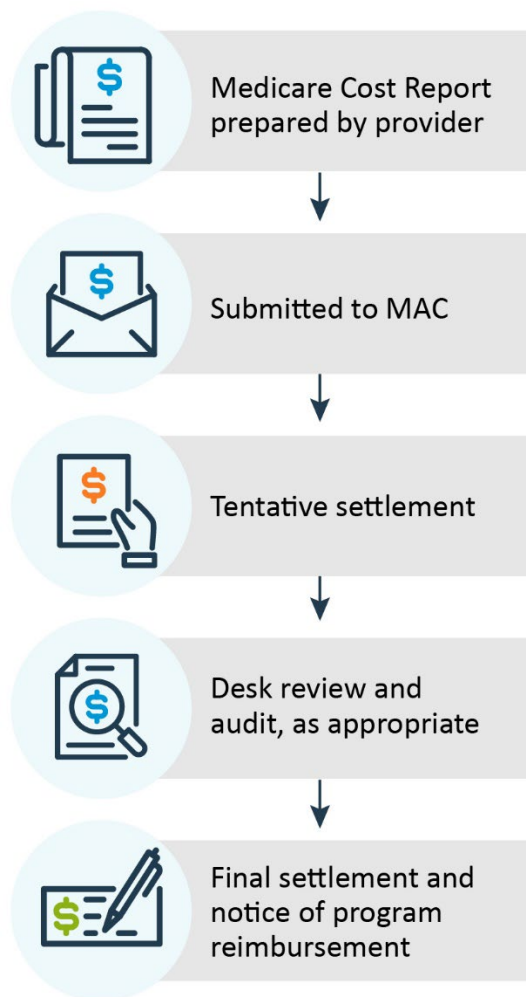 $
Medicare Cost Report
prepared by provider
$
Submitted to MAC
$
Tentative settlement
$
Desk review and
audit, as appropriate
$
Final settlement and
notice of program
reimbursement